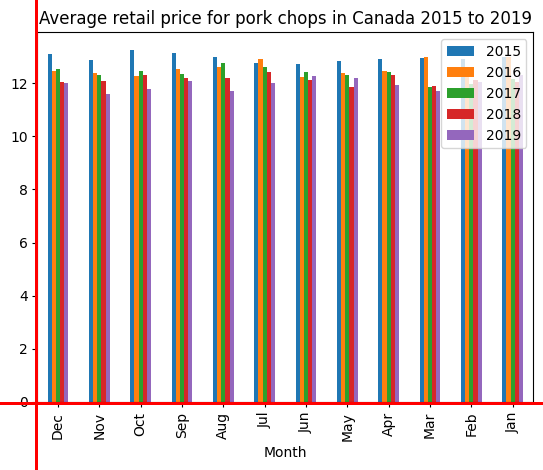 Average retail price for pork chops in Canada 2015 to 2019
2015
2016
2017
2018
2019
12
10
8
6
4
2
0
Dec
Nov
Oct
Sep
Aug
Jul
Jun
May
Apr
Mar
Feb
Jan
Month